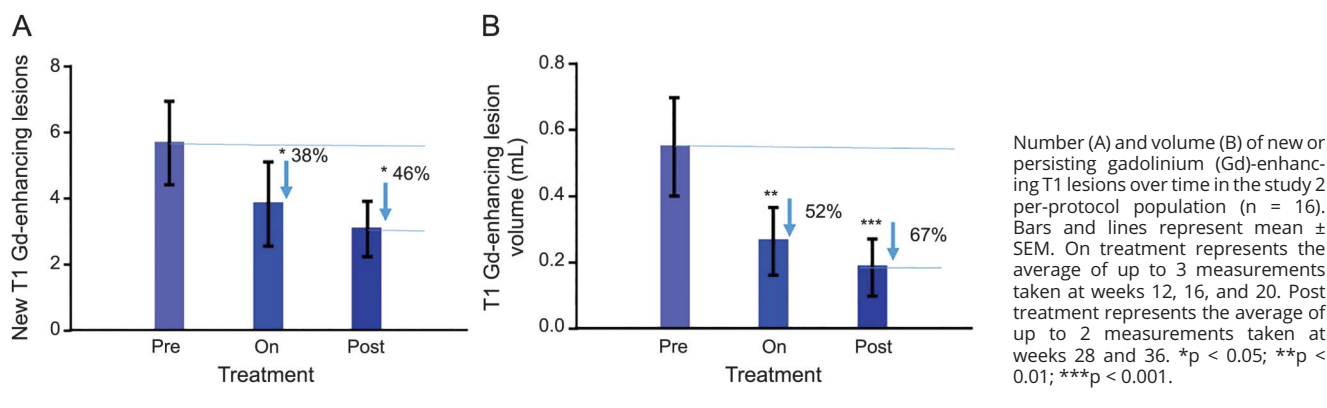 A
New T1 Gd-enhancing lesions
8
6
4
2
0
* 38%
* 46%
Pre
On
Post
Treatment
B
T1 Gd-enhancing lesion
volume (mL)
0.8
0.6
0.4
0.2
0.0
**
52%
***
67%
Pre
On
Post
Treatment
Number (A) and volume (B) of new or
persisting gadolinium (Gd)-enhanc-
ing T1 lesions over time in the study 2
per-protocol population (n = 16).
Bars and lines represent mean ±
SEM. On treatment represents the
average of up to 3 measurements
taken at weeks 12, 16, and 20. Post
treatment represents the average of
up to 2 measurements taken at
weeks 28 and 36. *p < 0.05; **p <
0.01; ***p < 0.001.